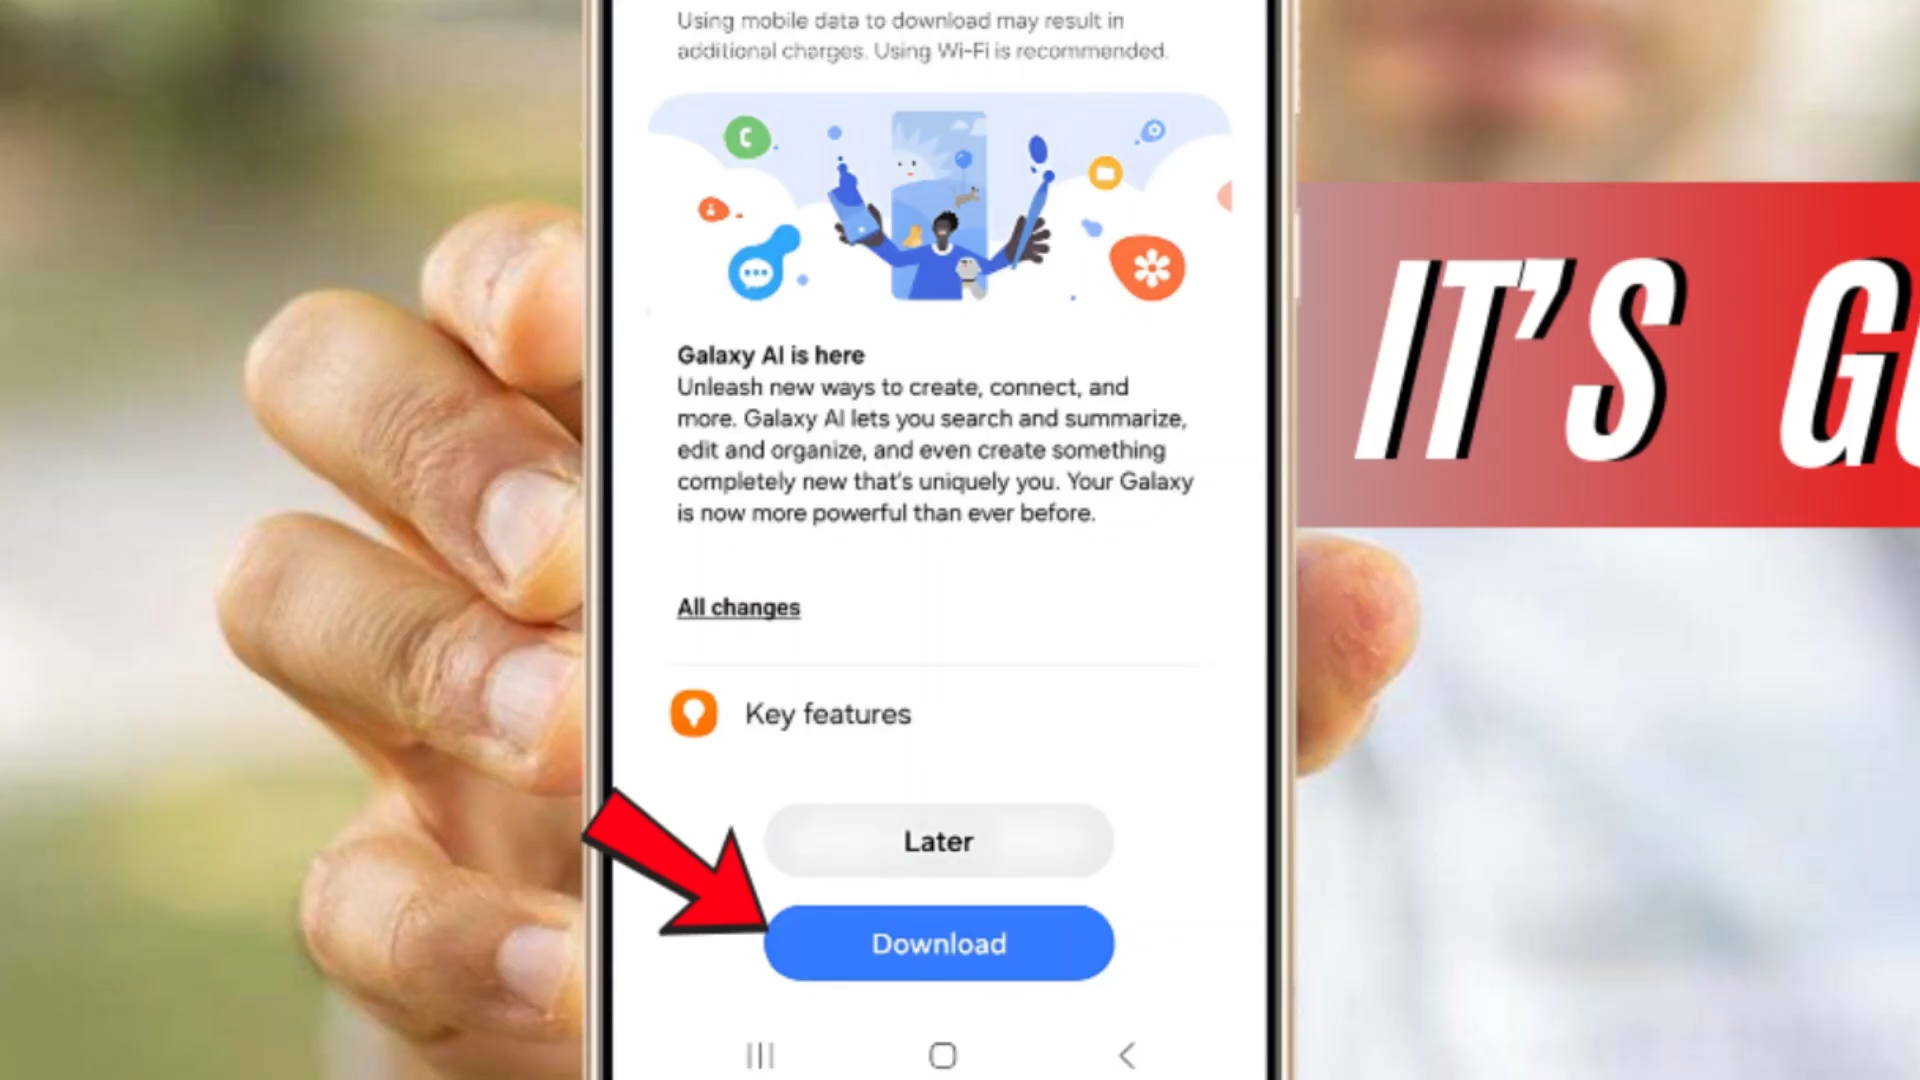 Using mobile data to download may result in
additional charges. Using Wi-Fi is recommended.
Galaxy AI is here
Unleash new ways to create, connect, and
more. Galaxy AI lets you search and summarize,
edit and organize, and even create something
completely new that's uniquely you. Your Galaxy
is now more powerful than ever before.
All changes
Key features
Later
Download
IT'S